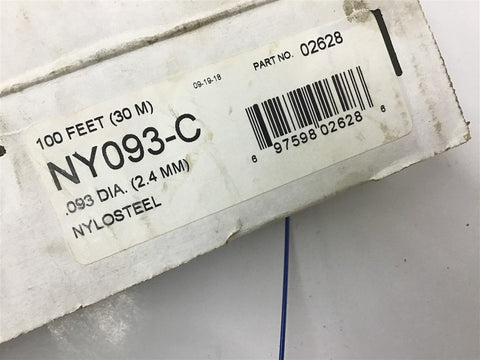 09-19-18
PART NO. 02628
100 FEET (30 M)
NY093-C
.093 DIA. (2.4 MM)
NYLOSTEEL
6 97598 02628 6